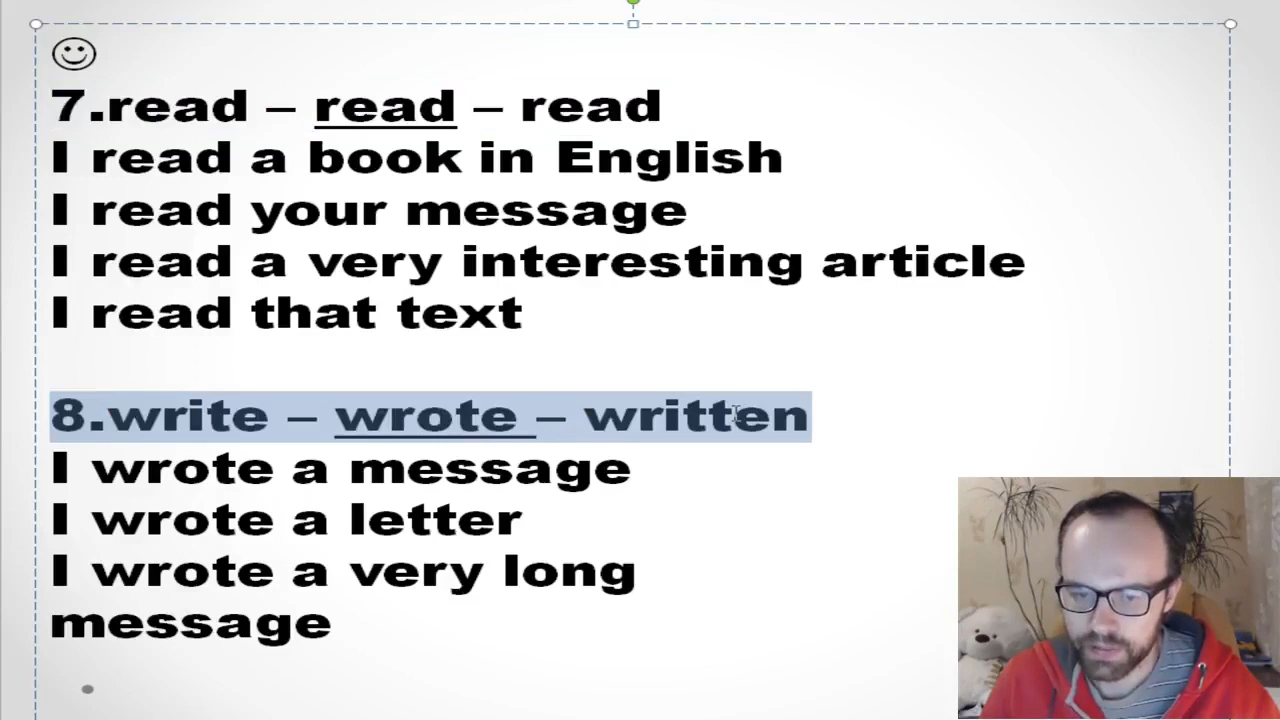 7.read – read – read
I read a book in English
I read your message
I read a very interesting article
I read that text
8.write – wrote – written
I wrote a message
I wrote a letter
I wrote a very long
message